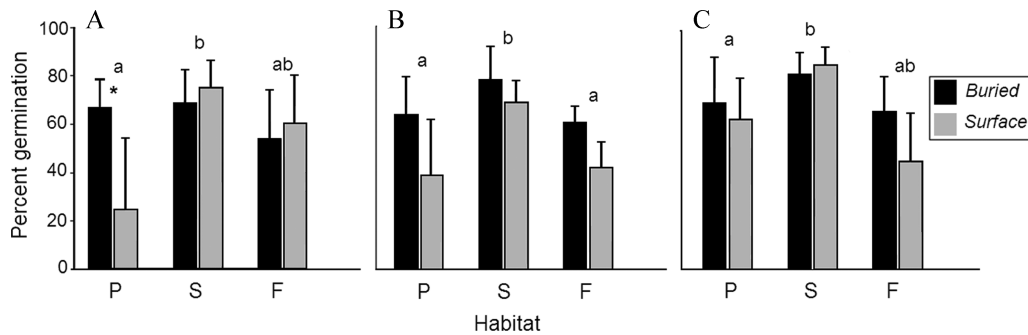 A
B
C
100
80
60
40
20
0
Percent germination
a
*
b
ab
a
b
a
a
b
ab
Buried
Surface
P S F
P S F
P S F
Habitat